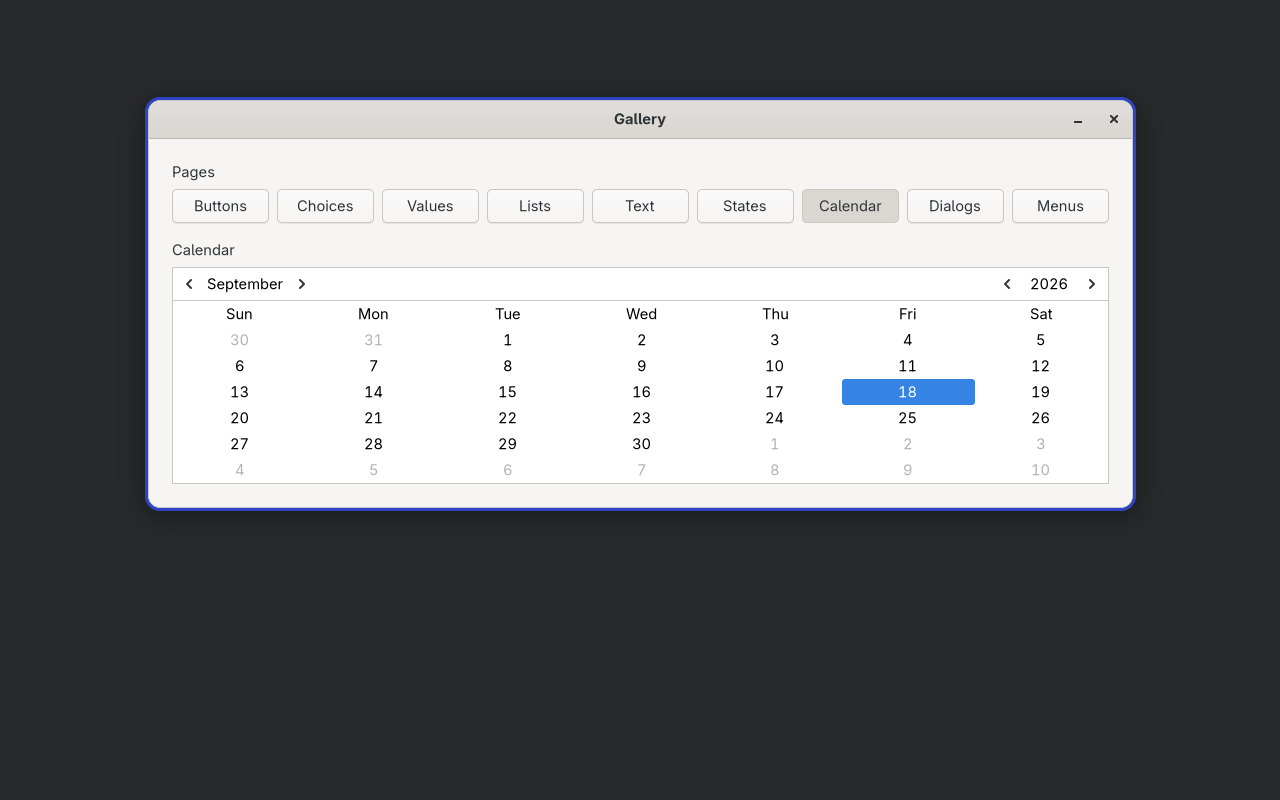 Gallery
Pages
Buttons Choices Values Lists Text States Calendar Dialogs Menus
Calendar
September 2026
Sun Mon Tue Wed Thu Fri Sat
30 31 1 2 3 4 5
6 7 8 9 10 11 12
13 14 15 16 17 18 19
20 21 22 23 24 25 26
27 28 29 30 1 2 3
4 5 6 7 8 9 10